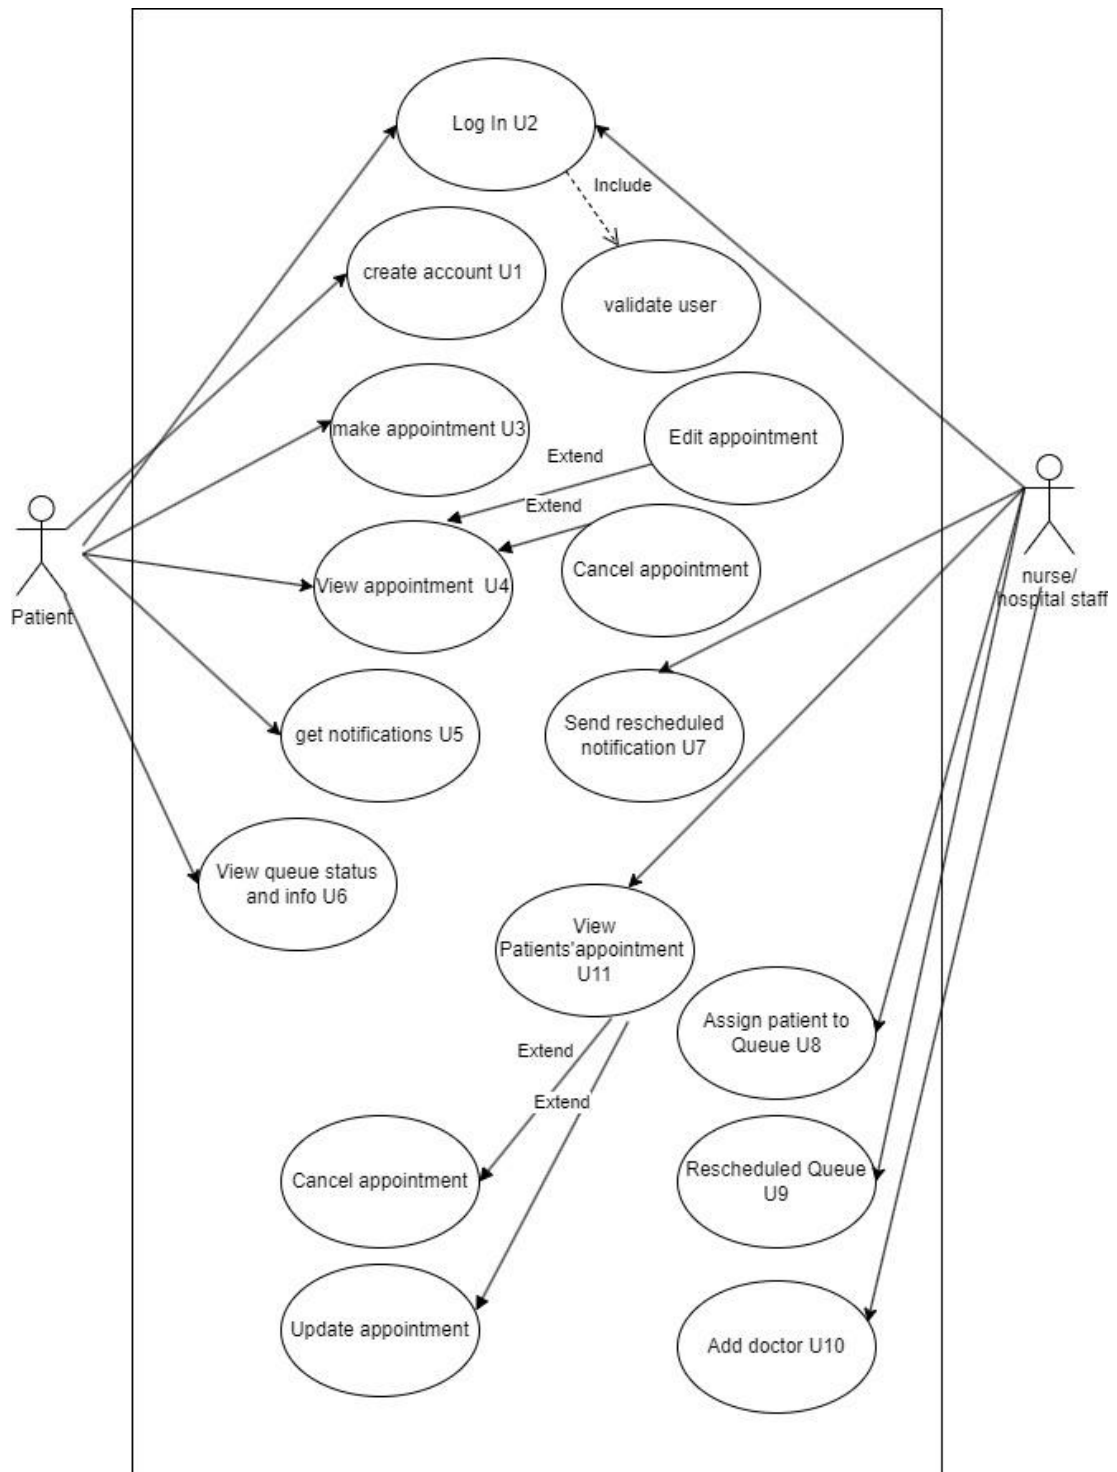 Log In U2
Include
create account U1
validate user
make appointment U3
Edit appointment
Extend
Extend
View appointment U4
Cancel appointment
Patient
nurse/
hospital staff
get notifications U5
Send rescheduled
notification U7
View queue status
and info U6
View
Patients'appointment
U11
Assign patient to
Queue U8
Extend
Extend
Cancel appointment
Rescheduled Queue
U9
Update appointment
Add doctor U10